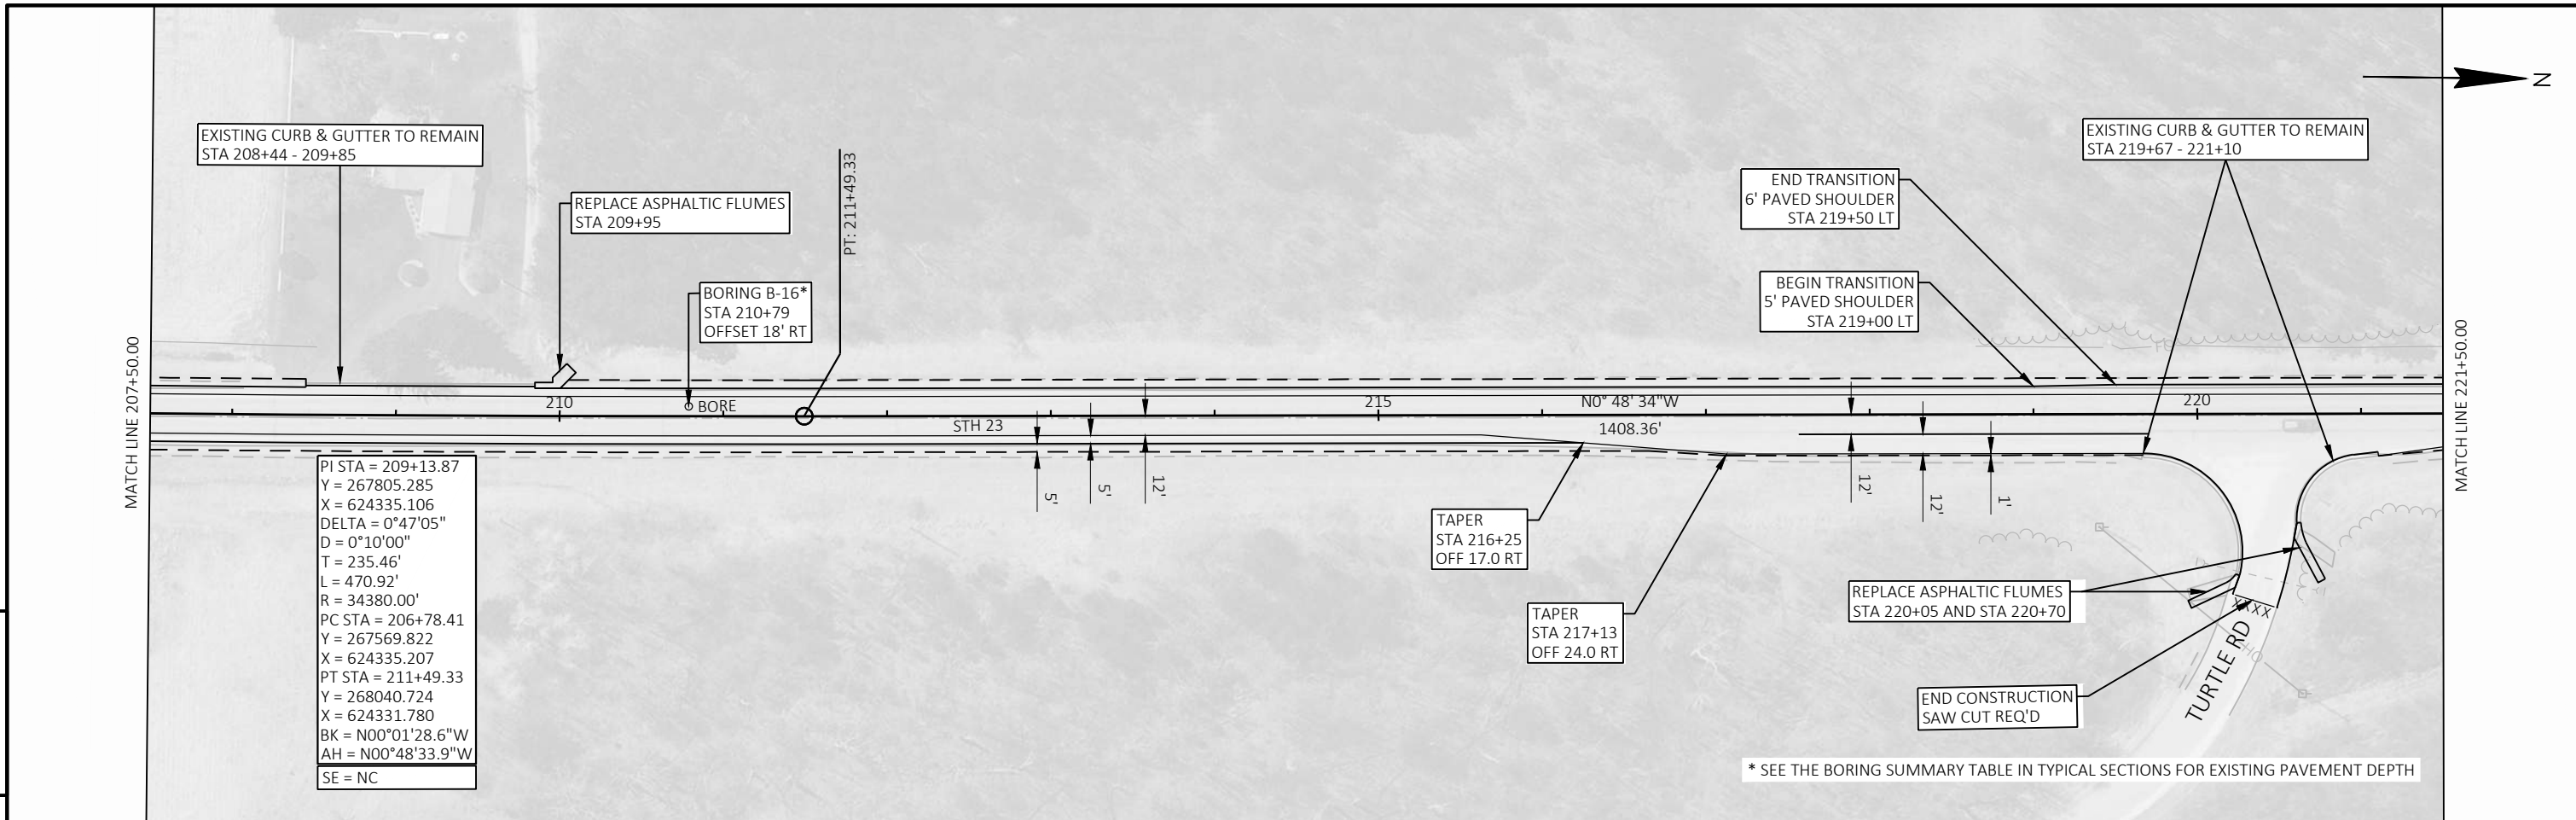 EXISTING CURB & GUTTER TO REMAIN
STA 208+44 - 209+85
REPLACE ASPHALTIC FLUMES
STA 209+95
BORING B-16*
STA 210+79
OFFSET 18' RT
PT: 211+49.33
END TRANSITION
6' PAVED SHOULDER
STA 219+50 LT
BEGIN TRANSITION
5' PAVED SHOULDER
STA 219+00 LT
EXISTING CURB & GUTTER TO REMAIN
STA 219+67 - 221+10
N
MATCH LINE 207+50.00
MATCH LINE 221+50.00
210
BORE
215
N0° 48' 34"W
220
STH 23
1408.36'
5'
5'
12'
12'
12'
1'
PI STA = 209+13.87
Y = 267805.285
X = 624335.106
DELTA = 0°47'05"
D = 0°10'00"
T = 235.46'
L = 470.92'
R = 34380.00'
PC STA = 206+78.41
Y = 267569.822
X = 624335.207
PT STA = 211+49.33
Y = 268040.724
X = 624331.780
BK = N00°01'28.6"W
AH = N00°48'33.9"W
SE = NC
TAPER
STA 216+25
OFF 17.0 RT
TAPER
STA 217+13
OFF 24.0 RT
REPLACE ASPHALTIC FLUMES
STA 220+05 AND STA 220+70
XXXX
TURTLE RD
END CONSTRUCTION
SAW CUT REQ'D
* SEE THE BORING SUMMARY TABLE IN TYPICAL SECTIONS FOR EXISTING PAVEMENT DEPTH